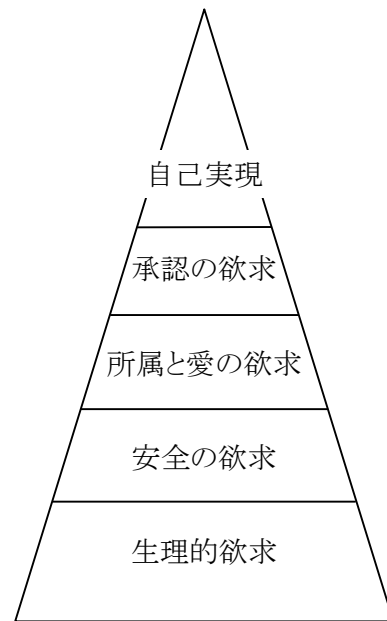 自己実現
承認の欲求
所属と愛の欲求
安全の欲求
生理的欲求